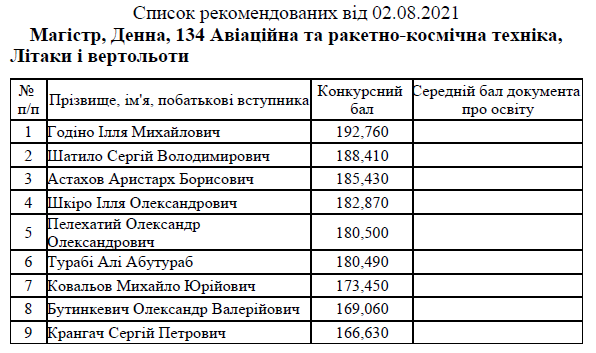 Список рекомендованих від 02.08.2021
Магістр, Денна, 134 Авіаційна та ракетно-космічна техніка,
Літаки і вертольоти
№ п/п Прізвище, ім'я, побатькові вступника Конкурсний бал Середній бал документа про освіту
1 Годіно Ілля Михайлович 192,760
2 Шатило Сергій Володимирович 188,410
3 Астахов Аристарх Борисович 185,430
4 Шкіро Ілля Олександрович 182,870
5 Пелехатий Олександр Олександрович 180,500
6 Турабі Алі Абутураб 180,490
7 Ковальов Михайло Юрійович 173,450
8 Бутинкевич Олександр Валерійович 169,060
9 Крангач Сергій Петрович 166,630